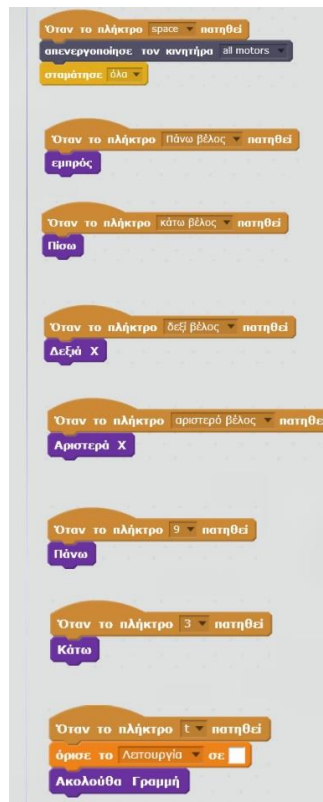 Όταν το πλήκτρο space πατηθεί
απενεργοποίησε τον κινητήρα all motors
σταμάτησε όλα
Όταν το πλήκτρο Πάνω βέλος πατηθεί
εμπρός
Όταν το πλήκτρο κάτω βέλος πατηθεί
Πίσω
Όταν το πλήκτρο δεξί βέλος πατηθεί
Δεξιά X
Όταν το πλήκτρο αριστερό βέλος πατηθε
Αριστερά X
Όταν το πλήκτρο 9 πατηθεί
Πάνω
Όταν το πλήκτρο 3 πατηθεί
Κάτω
Όταν το πλήκτρο t πατηθεί
όρισε το Λειτουργία σε
Ακολούθα Γραμμή